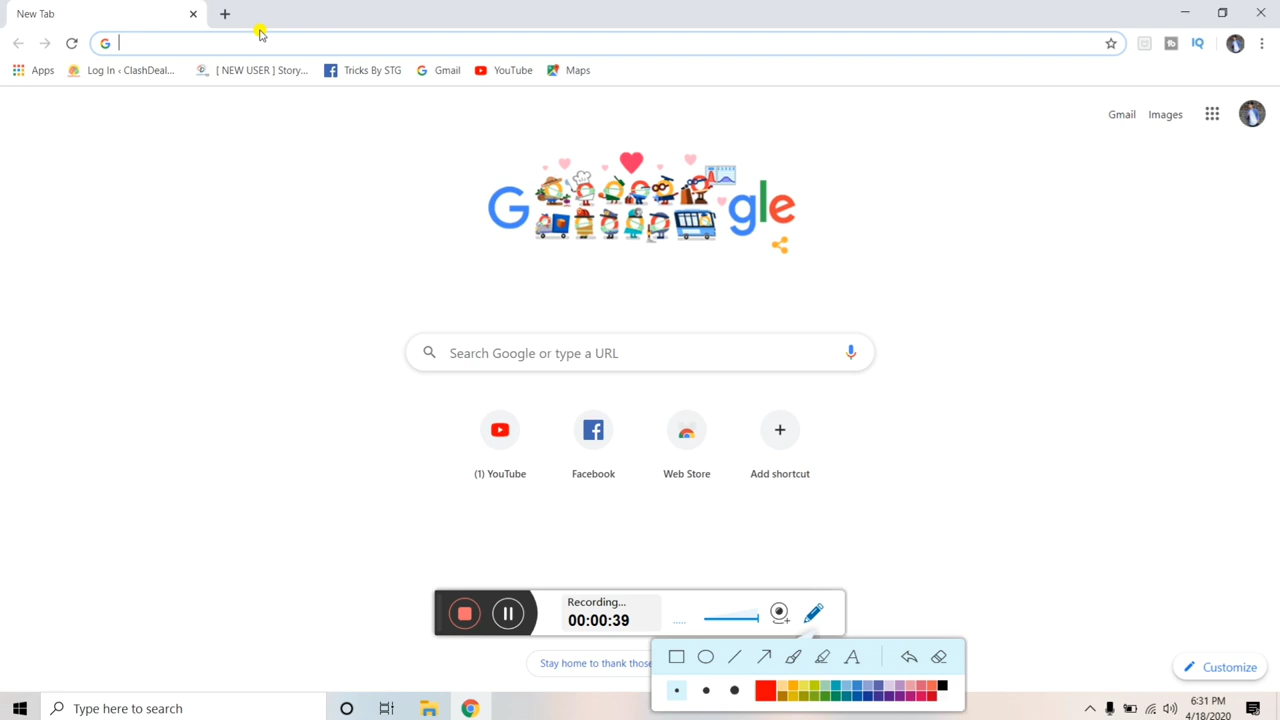 New Tab
Apps
Log In ‹ ClashDeal...
[ NEW USER ] Story...
Tricks By STG
Gmail
YouTube
Maps
Gmail
Images
G gle
Search Google or type a URL
(1) YouTube
Facebook
Web Store
Add shortcut
Recording...
00:00:39
A
Stay home to thank those
Customize
Type here to search
6:31 PM
4/18/2020